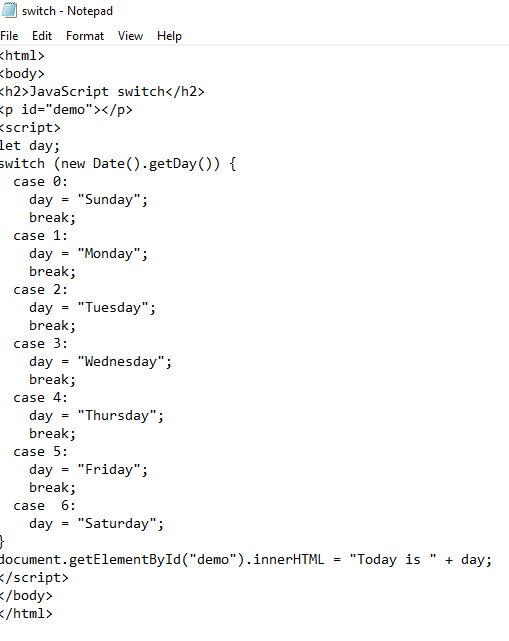 switch - Notepad
File Edit Format View Help
<html>
<body>
<h2>JavaScript switch</h2>
<p id="demo"></p>
<script>
let day;
switch (new Date().getDay()) {
  case 0:
    day = "Sunday";
    break;
  case 1:
    day = "Monday";
    break;
  case 2:
    day = "Tuesday";
    break;
  case 3:
    day = "Wednesday";
    break;
  case 4:
    day = "Thursday";
    break;
  case 5:
    day = "Friday";
    break;
  case  6:
    day = "Saturday";
}
document.getElementById("demo").innerHTML = "Today is " + day;
</script>
</body>
</html>